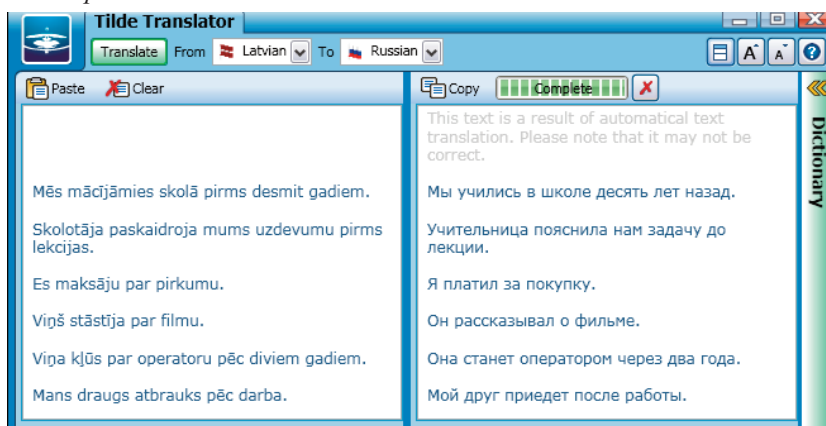 Tilde Translator
Translate From Latvian To Russian
A A ?
Paste Clear
Copy Complete
Dictionary
This text is a result of automatical text
translation. Please note that it may not be
correct.
Mēs mācījāmies skolā pirms desmit gadiem.
Мы учились в школе десять лет назад.
Skolotāja paskaidroja mums uzdevumu pirms
lekcijas.
Учительница пояснила нам задачу до
лекции.
Es maksāju par pirkumu.
Я платил за покупку.
Viņš stāstīja par filmu.
Он рассказывал о фильме.
Viņa kļūs par operatoru pēc diviem gadiem.
Она станет оператором через два года.
Mans draugs atbrauks pēc darba.
Мой друг приедет после работы.